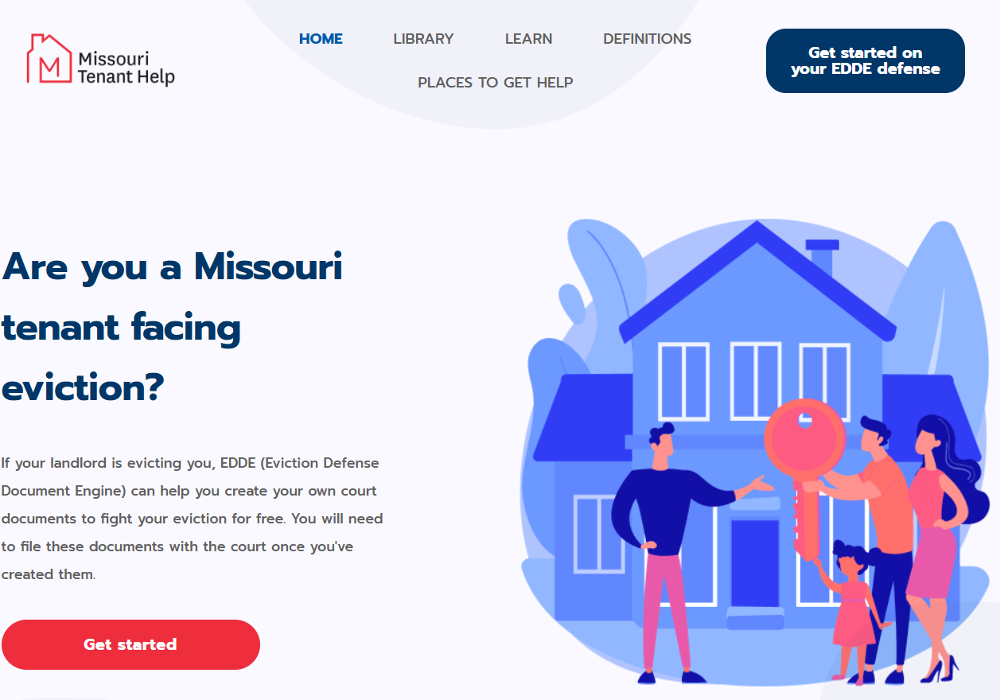 Missouri
Tenant Help
HOME
LIBRARY
LEARN
DEFINITIONS
PLACES TO GET HELP
Get started on
your EDDE defense
Are you a Missouri
tenant facing
eviction?
If your landlord is evicting you, EDDE (Eviction Defense
Document Engine) can help you create your own court
documents to fight your eviction for free. You will need
to file these documents with the court once you've
created them.
Get started